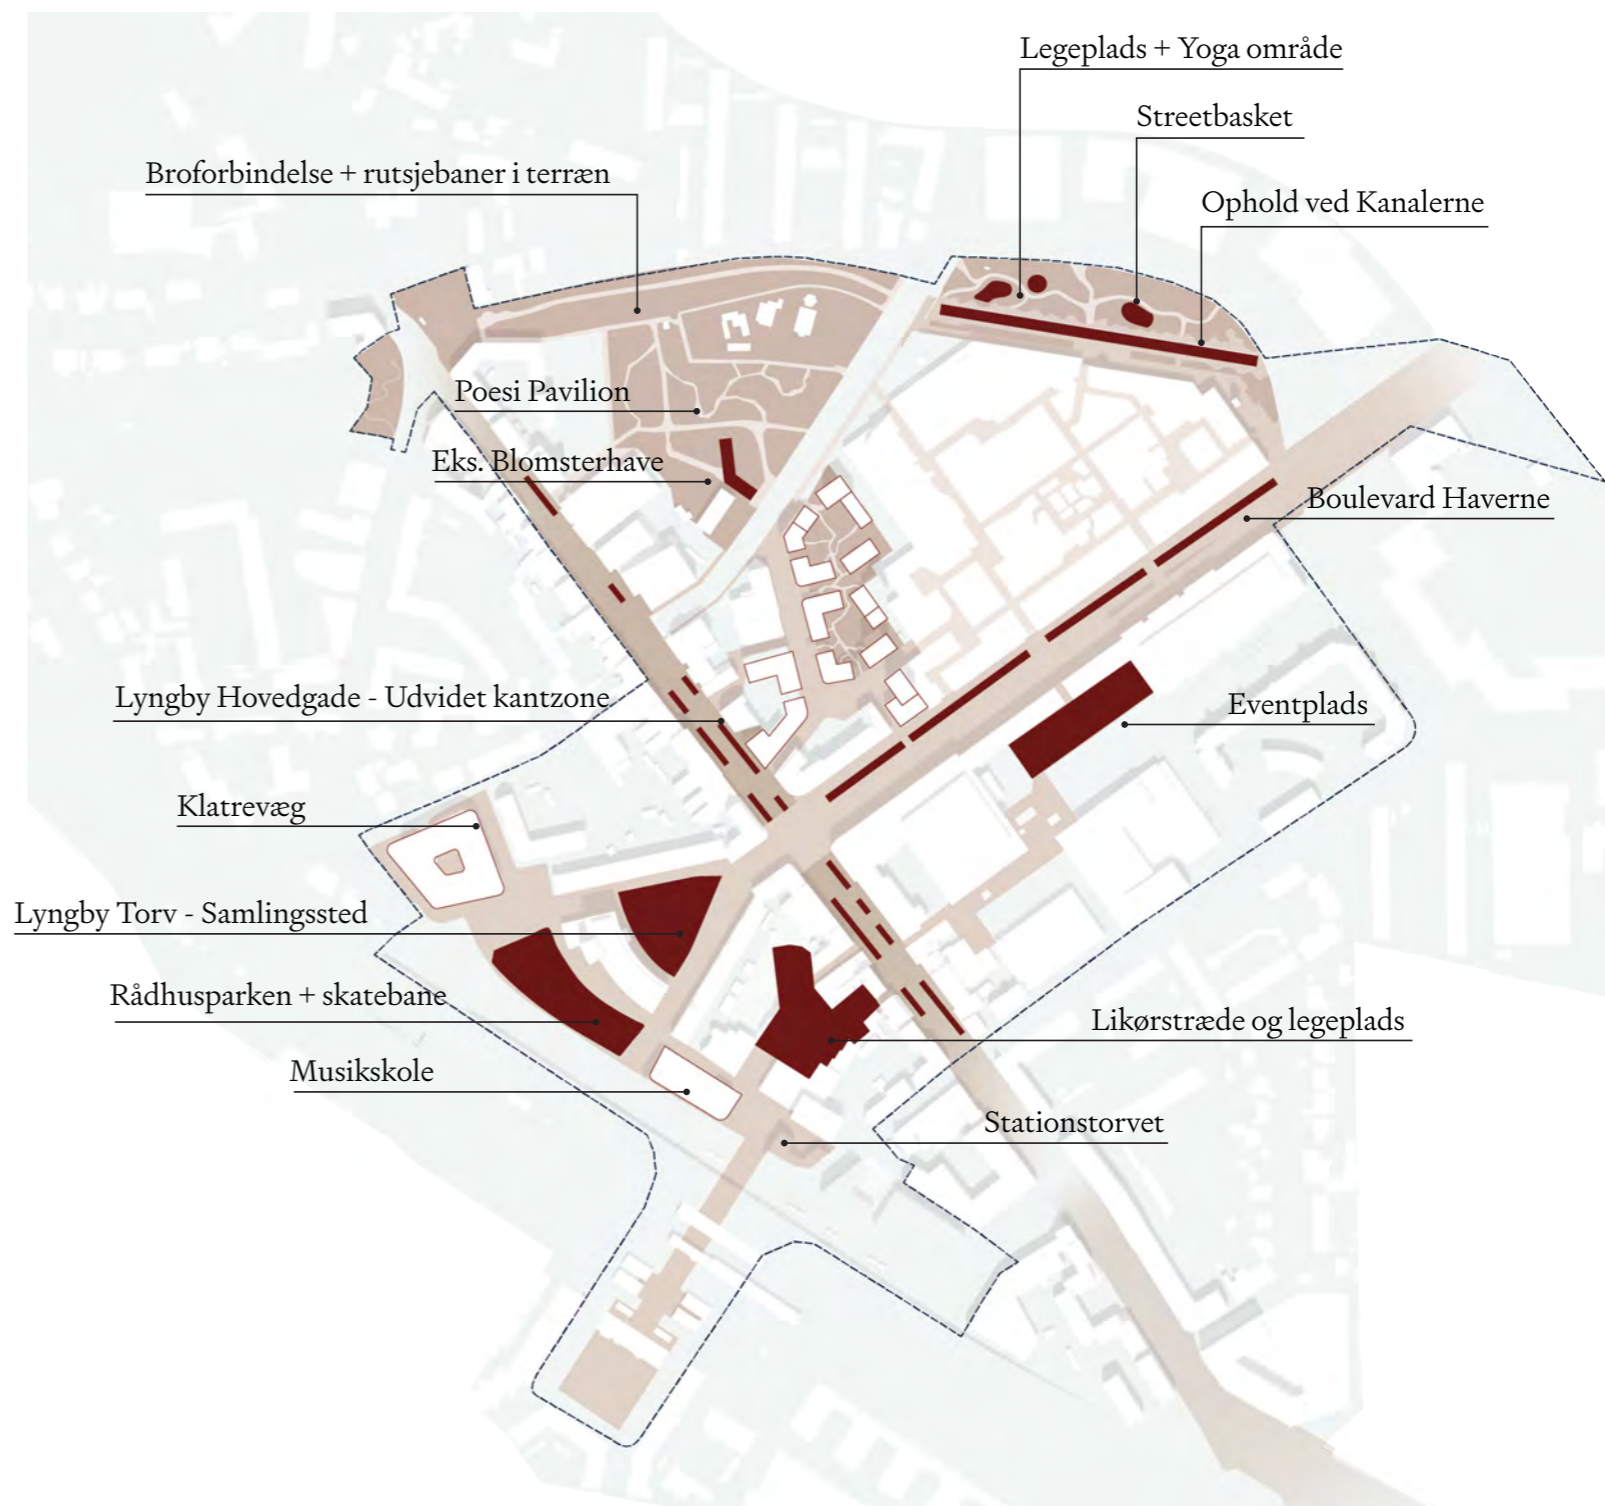 Legeplads + Yoga område
Streetbasket
Broforbindelse + rutsjebaner i terræn
Ophold ved Kanalerne
Poesi Pavilion
Eks. Blomsterhave
Boulevard Haverne
Lyngby Hovedgade - Udvidet kantzone
Eventplads
Klatrevæg
Lyngby Torv - Samlingssted
Rådhusparken + skatebane
Likørstræde og legeplads
Musikskole
Stationstorvet